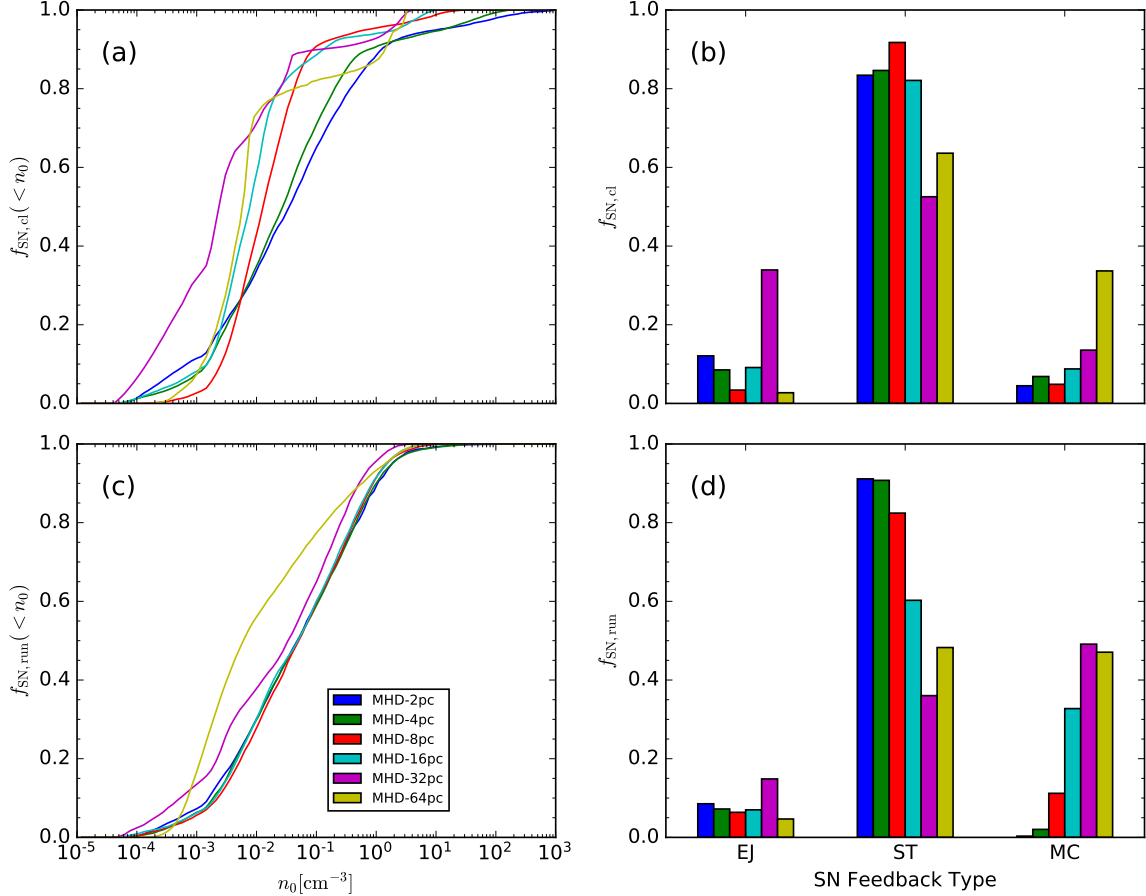 (a)
1.0
0.8
0.6
0.4
0.2
0.0
f_SN,cl(< n_0)
(b)
1.0
0.8
0.6
0.4
0.2
0.0
f_SN,cl
(c)
1.0
0.8
0.6
0.4
0.2
0.0
f_SN,run(< n_0)
MHD-2pc
MHD-4pc
MHD-8pc
MHD-16pc
MHD-32pc
MHD-64pc
10^-5 10^-4 10^-3 10^-2 10^-1 10^0 10^1 10^2 10^3
n_0[cm^-3]
(d)
1.0
0.8
0.6
0.4
0.2
0.0
f_SN,run
EJ ST MC
SN Feedback Type